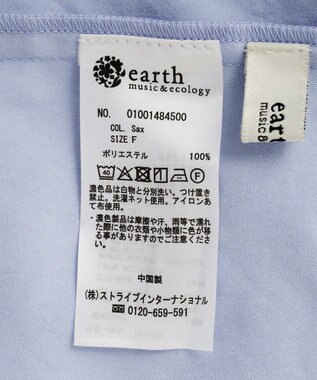 earth
music&ecology
NO. 01001484500
COL. Sax
SIZE F
ポリエステル 100%
40 F
濃色品は白物と分別洗い。つけ置き
禁止。洗濯ネット使用。アイロンあ
て布使用。
・濃色製品は摩擦や汗、雨等で濡れ
た際に他の衣類や小物類に色が移
る事がありますのでご注意くださ
い。
中国製
(株)ストライプインターナショナル
0120-659-591
earth
music&